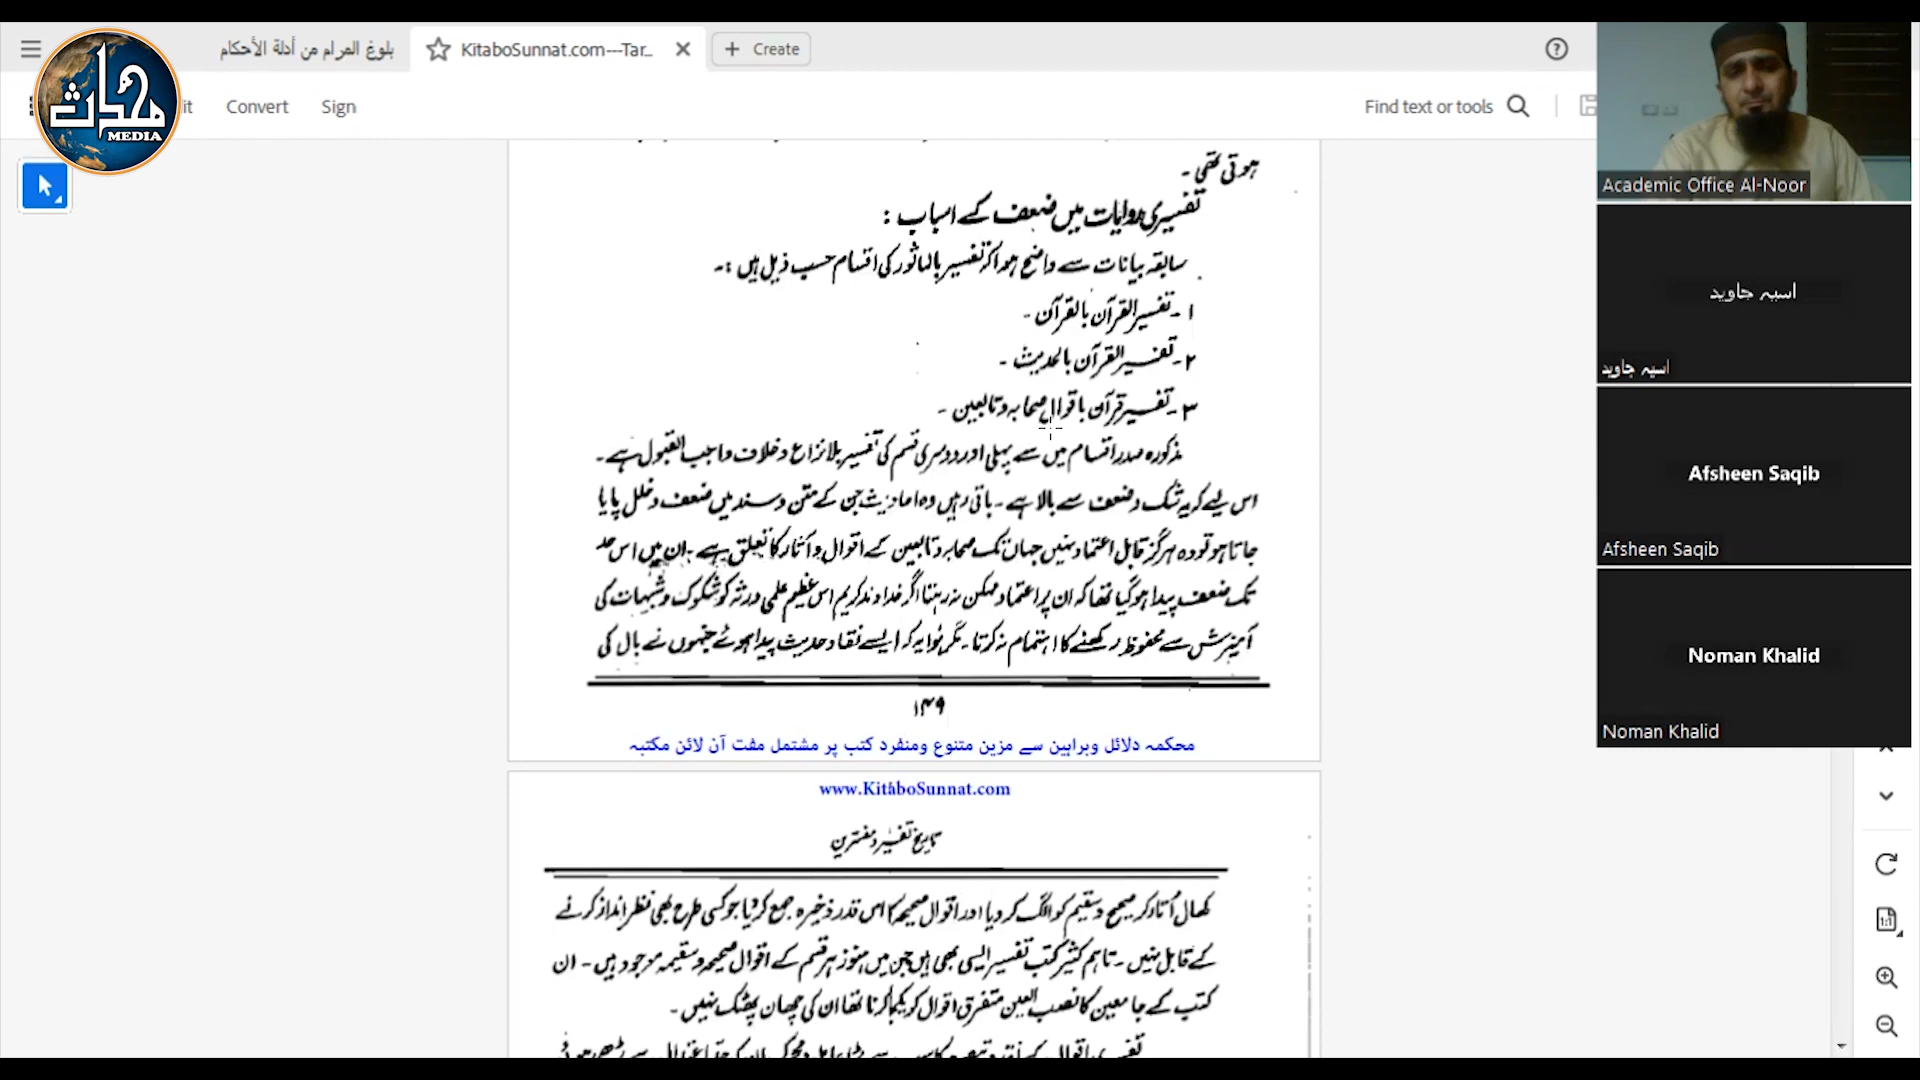 بلوغ المرام من أدلة الأحكام
KitaboSunnat.com---Tar...
Create
Convert
Sign
Find text or tools
محدث
MEDIA
ہوتی تھی ۔
تفسیری روایات میں ضعف کے اسباب :
سابقہ بیانات سے واضح ہوا کہ تفسیر بالماثور کی اقسام حسب ذیل ہیں :۔
۱ ۔ تفسیر القرآن بالقرآن ۔
۲ ۔ تفسیر القرآن بالحدیث ۔
۳ ۔ تفسیر قرآن باقوال صحابہ و تابعین ۔
مذکورہ صدر اقسام میں سے پہلی اور دوسری قسم کی تفسیر بلا نزاع و خلاف واجب القبول ہے ۔
اس لیے کہ یہ شک و ضعف سے بالا ہے ۔ باقی رہیں وہ احادیث جن کے متن و سند میں ضعف و خلل پایا
جاتا ہو تو وہ ہرگز قابل اعتماد نہیں جہاں تک صحابہ و تابعین کے اقوال و آثار کا تعلق ہے ۔ ان میں اس حد
تک ضعف پیدا ہو گیا تھا کہ ان پر اعتماد ممکن نہ رہتا اگر خداوند کریم اس عظیم علمی ورثہ کو شکوک و شبہات کی
آمیزش سے محفوظ رکھنے کا اہتمام نہ کرتا ۔ مگر ہوا یہ کہ ایسے نقاد حدیث پیدا ہوئے جنہوں نے بال کی
۱۴۹
محکمہ دلائل وبراہین سے مزین متنوع ومنفرد کتب پر مشتمل مفت آن لائن مکتبہ
www.KitaboSunnat.com
تاریخ تفسیر و مفسرین
کھال اُتار کر صحیح و سقیم کو الگ کر دیا اور اقوال صحیحہ کا اس قدر ذخیرہ جمع کر دیا جو کسی طرح بھی نظر انداز کرنے
کے قابل نہیں ۔ تاہم کثیر کتب تفسیر ایسی بھی ہیں جن میں ہنوز ہر قسم کے اقوال صحیحہ و سقیمہ موجود ہیں ۔ ان
کتب کے جامعین کا نصب العین متفرق اقوال کو یکجا کرنا تھا ان کی چھان پھٹک نہیں ۔
Academic Office Al-Noor
اسیہ جاوید
اسیہ جاوید
Afsheen Saqib
Afsheen Saqib
Noman Khalid
Noman Khalid